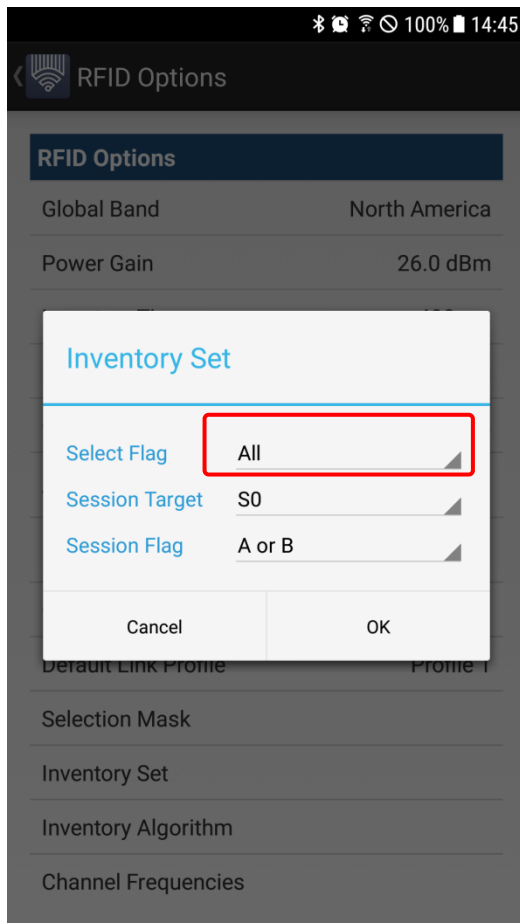 100% 14:45
RFID Options
RFID Options
Global Band North America
Power Gain 26.0 dBm
Inventory Set
Select Flag All
Session Target S0
Session Flag A or B
Cancel OK
Default Link Profile Profile 1
Selection Mask
Inventory Set
Inventory Algorithm
Channel Frequencies